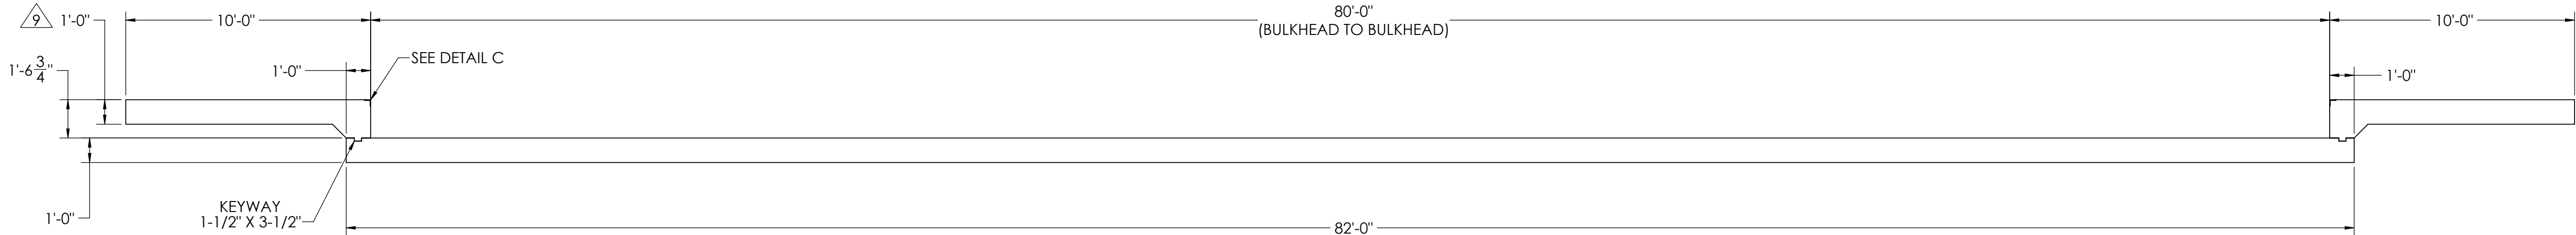 9
1'-0"
10'-0"
80'-0"
(BULKHEAD TO BULKHEAD)
10'-0"
1'-6 3/4"
1'-0"
SEE DETAIL C
1'-0"
1'-0"
KEYWAY
1-1/2" X 3-1/2"
82'-0"